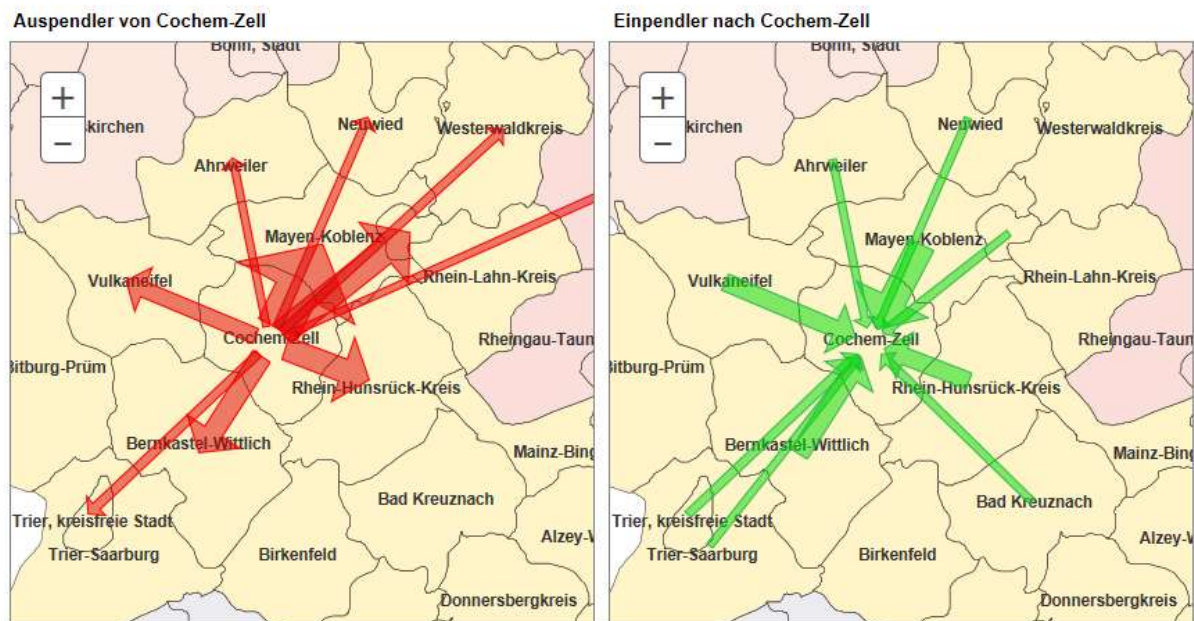 Auspendler von Cochem-Zell
Bonn, Stadt
+
−
skirchen
Neuwied
Westerwaldkreis
Ahrweiler
Mayen-Koblenz
Vulkaneifel
Rhein-Lahn-Kreis
Cochem-Zell
Rheingau-Taun
Bitburg-Prüm
Rhein-Hunsrück-Kreis
Bernkastel-Wittlich
Mainz-Bing
Bad Kreuznach
Trier, kreisfreie Stadt
Alzey-W
Trier-Saarburg
Birkenfeld
Donnersbergkreis
Einpendler nach Cochem-Zell
Bonn, Stadt
+
−
skirchen
Neuwied
Westerwaldkreis
Ahrweiler
Mayen-Koblenz
Vulkaneifel
Rhein-Lahn-Kreis
Cochem-Zell
Rheingau-Taun
Bitburg-Prüm
Rhein-Hunsrück-Kreis
Bernkastel-Wittlich
Mainz-Bing
Bad Kreuznach
Trier, kreisfreie Stadt
Alzey-W
Trier-Saarburg
Birkenfeld
Donnersbergkreis